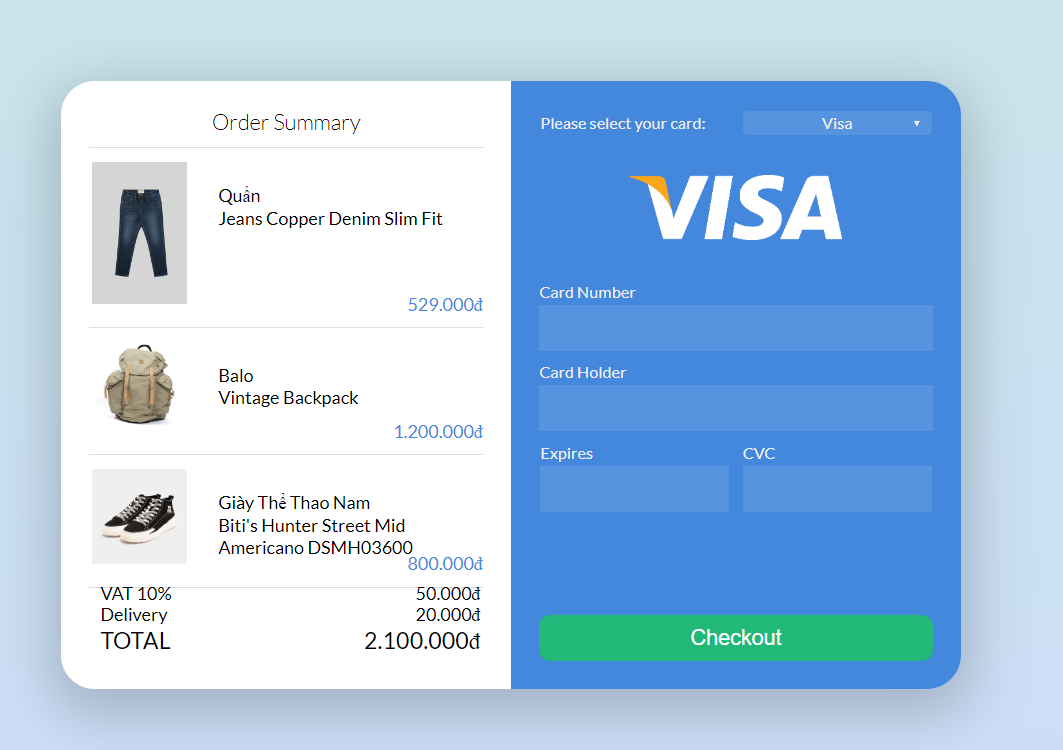 Order Summary
Quần
Jeans Copper Denim Slim Fit
529.000đ
Balo
Vintage Backpack
1.200.000đ
Giày Thể Thao Nam
Biti's Hunter Street Mid
Americano DSMH03600
800.000đ
VAT 10% 50.000đ
Delivery 20.000đ
TOTAL 2.100.000đ
Please select your card: Visa
VISA
Card Number
Card Holder
Expires CVC
Checkout